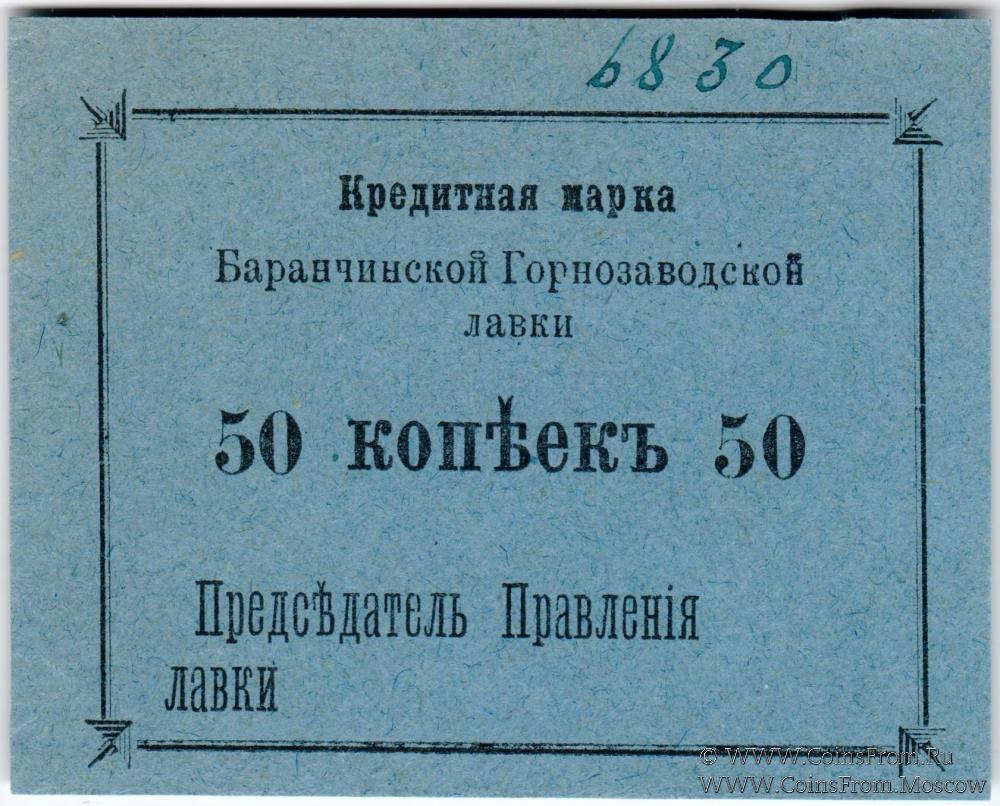 6830
Кредитная марка
Баранчинской Горнозаводской
лавки
50 копѣекъ 50
Предсѣдатель Правленія
лавки
© WWW.CoinsFrom.Ru
WWW.CoinsFrom.Moscow